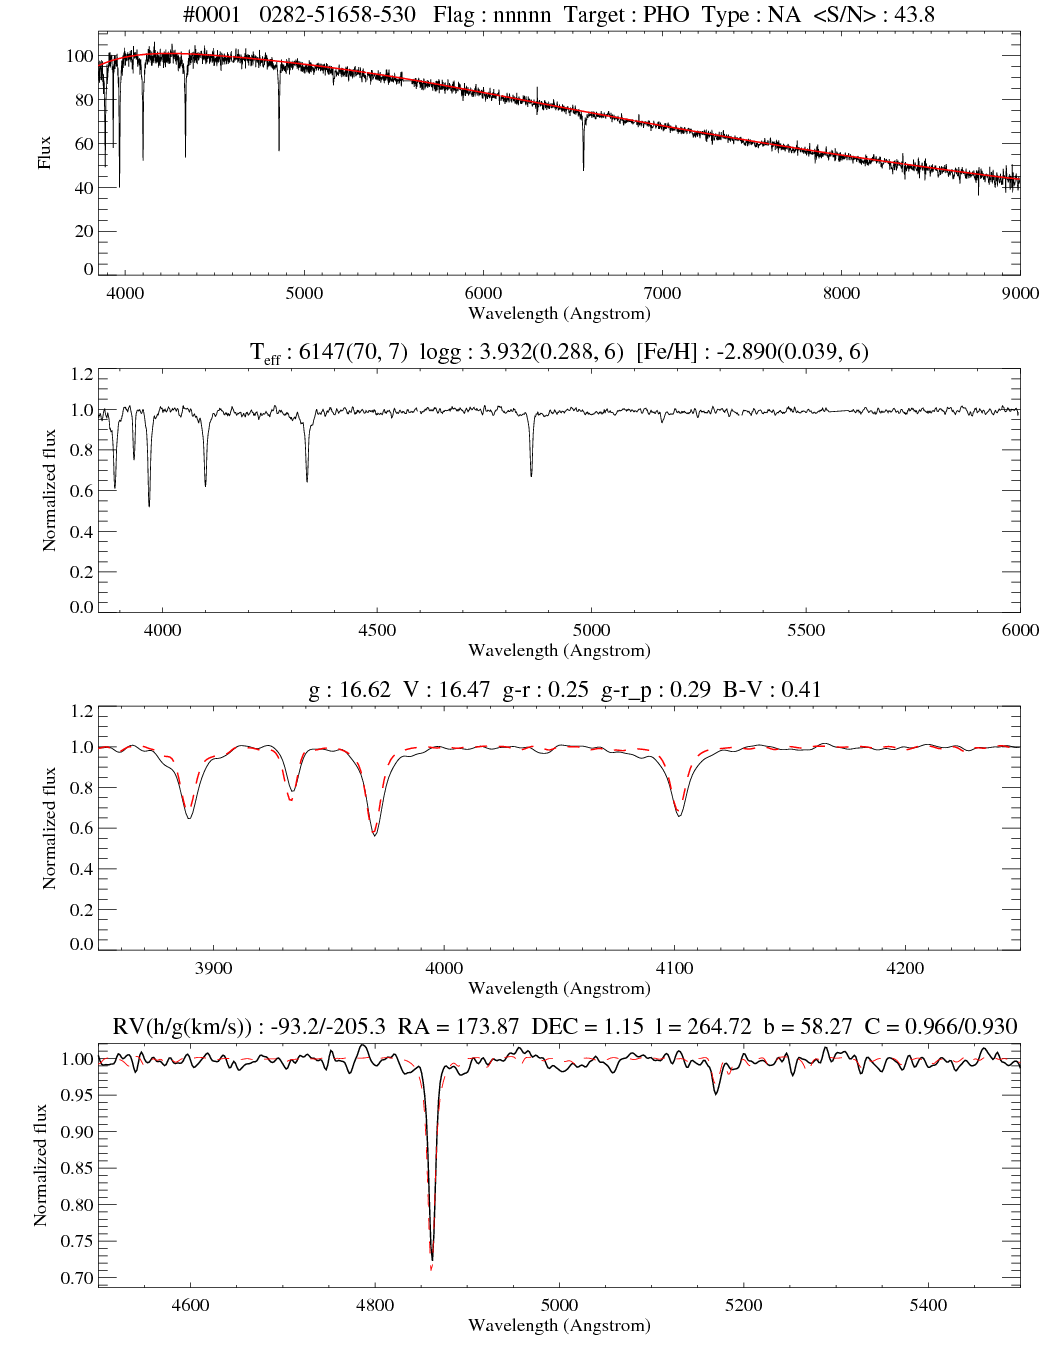 #0001 0282-51658-530 Flag : nnnnn Target : PHO Type : NA <S/N> : 43.8
100
80
60
40
20
0
Flux
4000 5000 6000 7000 8000 9000
Wavelength (Angstrom)
Teff : 6147(70, 7) logg : 3.932(0.288, 6) [Fe/H] : -2.890(0.039, 6)
1.2
1.0
0.8
0.6
0.4
0.2
0.0
Normalized flux
4000 4500 5000 5500 6000
Wavelength (Angstrom)
g : 16.62 V : 16.47 g-r : 0.25 g-r_p : 0.29 B-V : 0.41
1.2
1.0
0.8
0.6
0.4
0.2
0.0
Normalized flux
3900 4000 4100 4200
Wavelength (Angstrom)
RV(h/g(km/s)) : -93.2/-205.3 RA = 173.87 DEC = 1.15 l = 264.72 b = 58.27 C = 0.966/0.930
1.00
0.95
0.90
0.85
0.80
0.75
0.70
Normalized flux
4600 4800 5000 5200 5400
Wavelength (Angstrom)